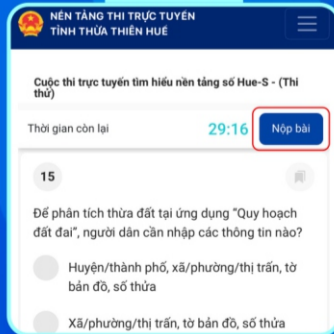 NỀN TẢNG THI TRỰC TUYẾN
TỈNH THỪA THIÊN HUẾ
Cuộc thi trực tuyến tìm hiểu nền tảng số Hue-S - (Thi
thử)
Thời gian còn lại
29:16
Nộp bài
15
Để phân tích thừa đất tại ứng dụng "Quy hoạch
đất đai", người dân cần nhập các thông tin nào?
Huyện/thành phố, xã/phường/thị trấn, tờ
bản đồ, số thửa
Xã/phường/thị trấn, tờ bản đồ, số thửa